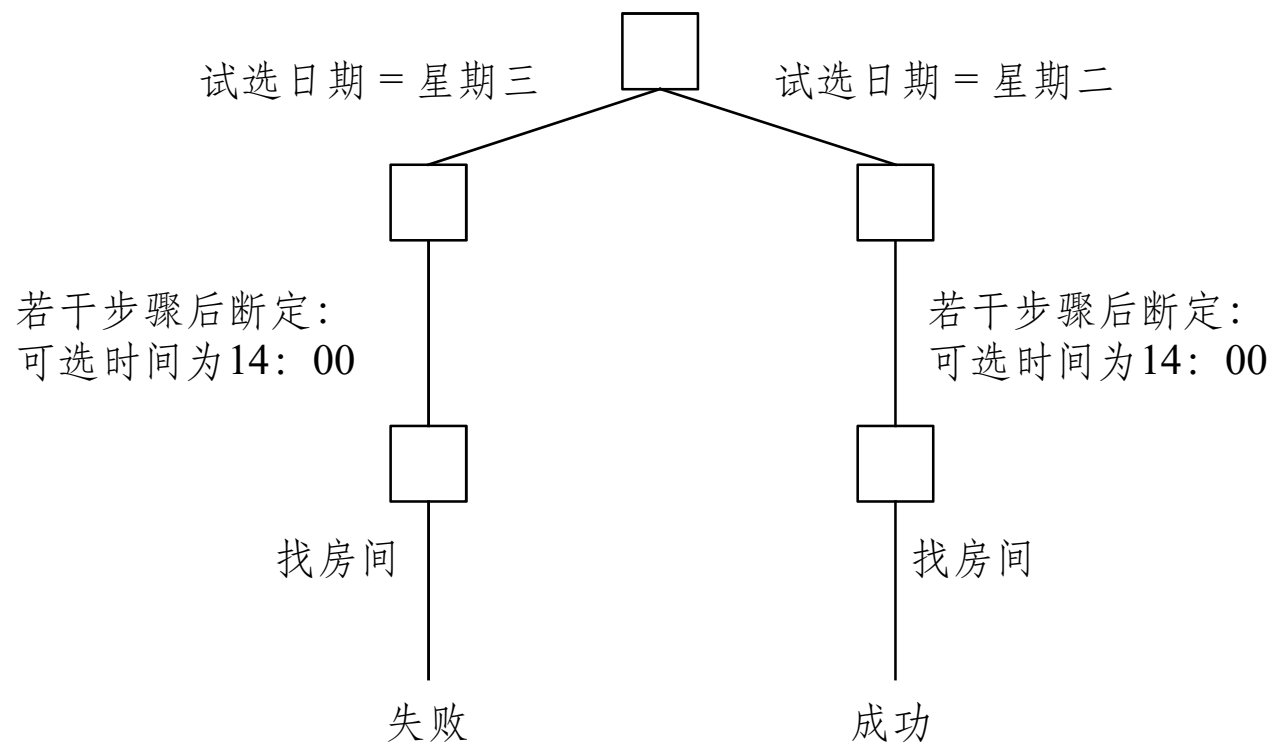 试选日期 = 星期三
试选日期 = 星期二
若干步骤后断定：
可选时间为14：00
若干步骤后断定：
可选时间为14：00
找房间
找房间
失败
成功